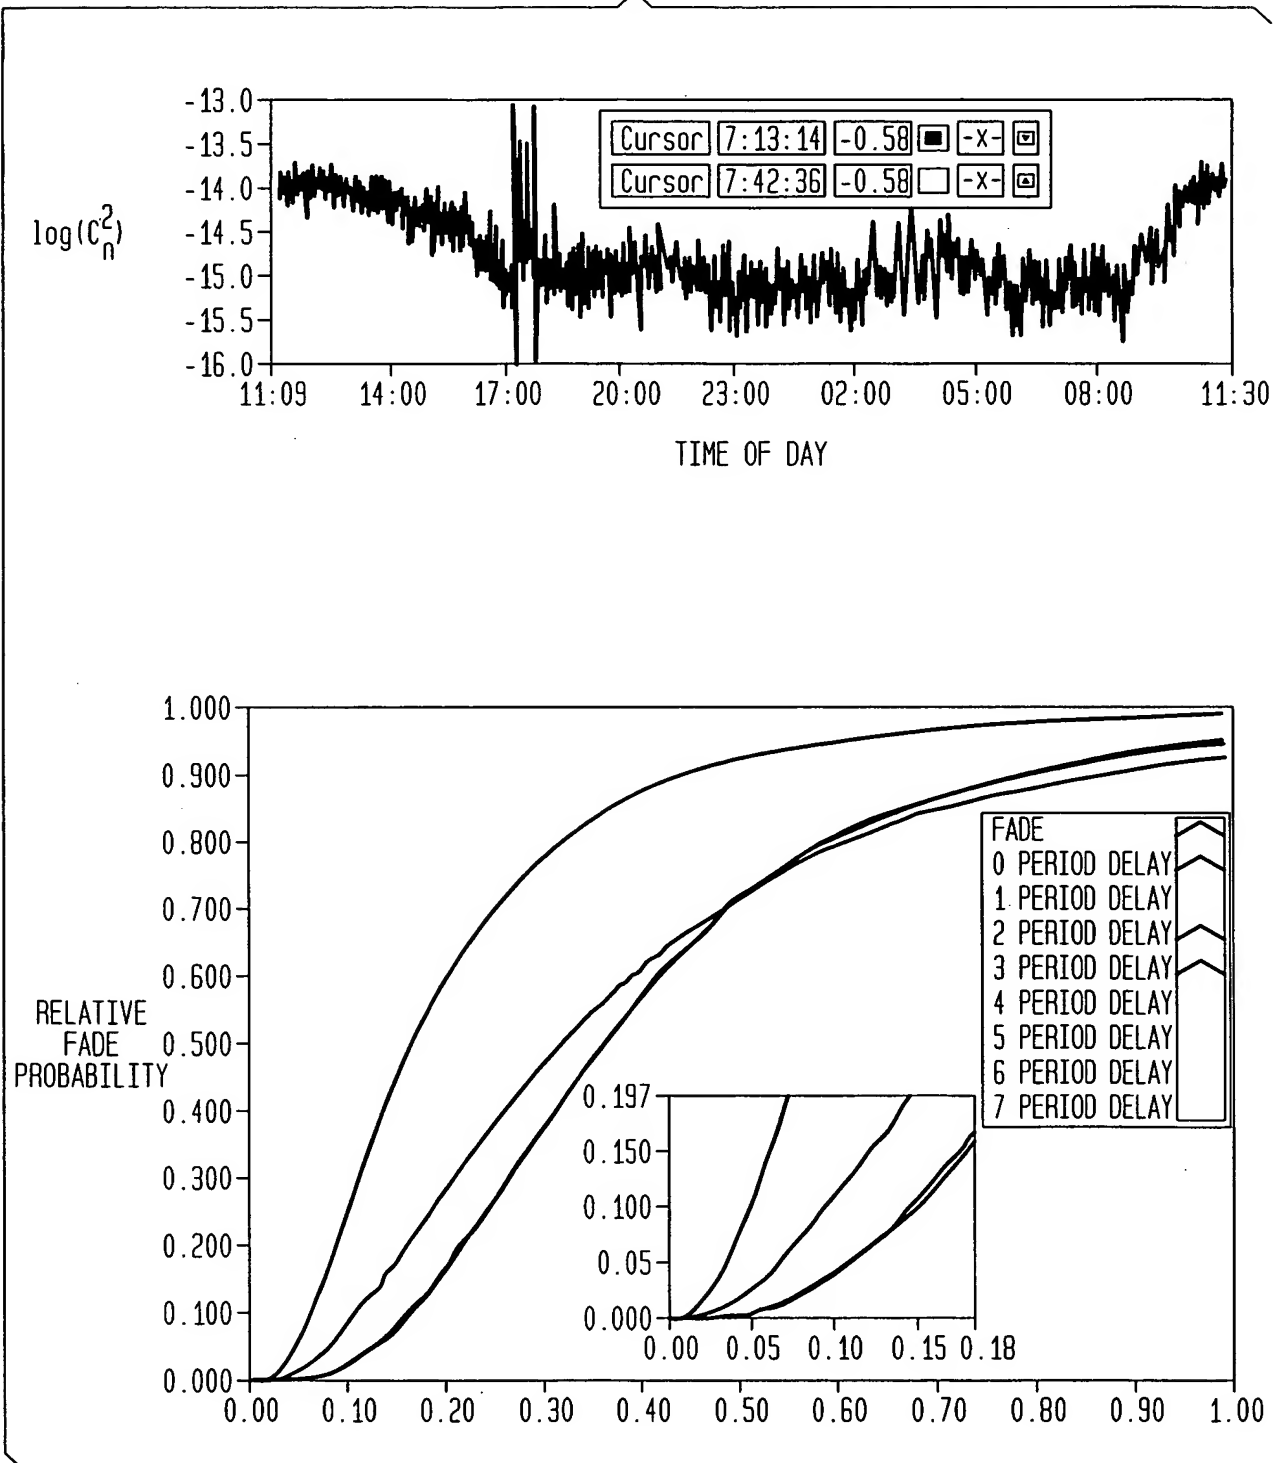 -13.0
-13.5
-14.0
-14.5
-15.0
-15.5
-16.0
log(C²n)
Cursor 7:13:14 -0.58 -X-
Cursor 7:42:36 -0.58 -X-
11:09 14:00 17:00 20:00 23:00 02:00 05:00 08:00 11:30
TIME OF DAY
1.000
0.900
0.800
0.700
0.600
0.500
0.400
0.300
0.200
0.100
0.000
RELATIVE
FADE
PROBABILITY
FADE
0 PERIOD DELAY
1 PERIOD DELAY
2 PERIOD DELAY
3 PERIOD DELAY
4 PERIOD DELAY
5 PERIOD DELAY
6 PERIOD DELAY
7 PERIOD DELAY
0.197
0.150
0.100
0.05
0.000
0.00 0.05 0.10 0.15 0.18
0.00 0.10 0.20 0.30 0.40 0.50 0.60 0.70 0.80 0.90 1.00